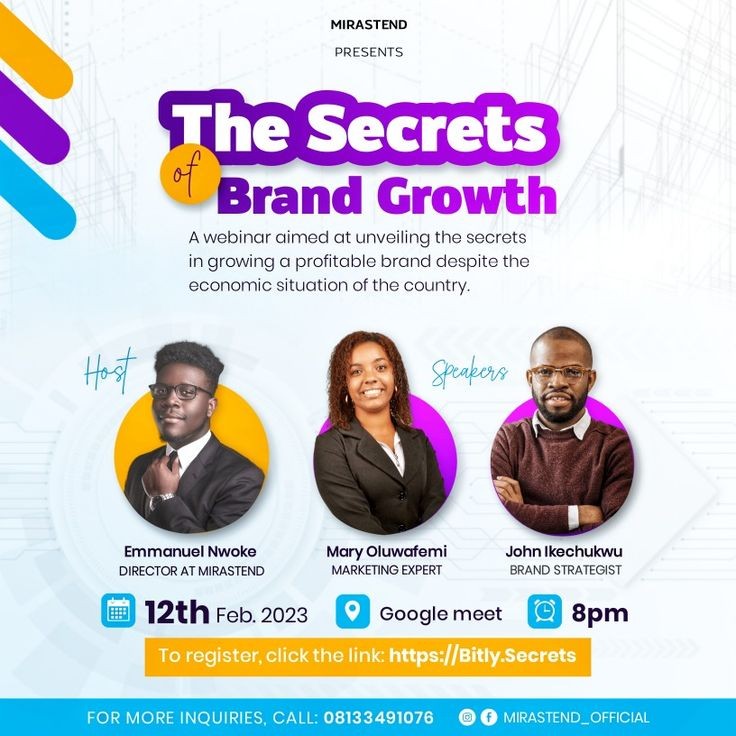 MIRASTEND
PRESENTS
The Secrets
of
Brand Growth
A webinar aimed at unveiling the secrets
in growing a profitable brand despite the
economic situation of the country.
Host
Speakers
Emmanuel Nwoke
DIRECTOR AT MIRASTEND
Mary Oluwafemi
MARKETING EXPERT
John Ikechukwu
BRAND STRATEGIST
12th Feb. 2023
Google meet
8pm
To register, click the link: https://Bitly.Secrets
FOR MORE INQUIRIES, CALL: 08133491076
MIRASTEND_OFFICIAL